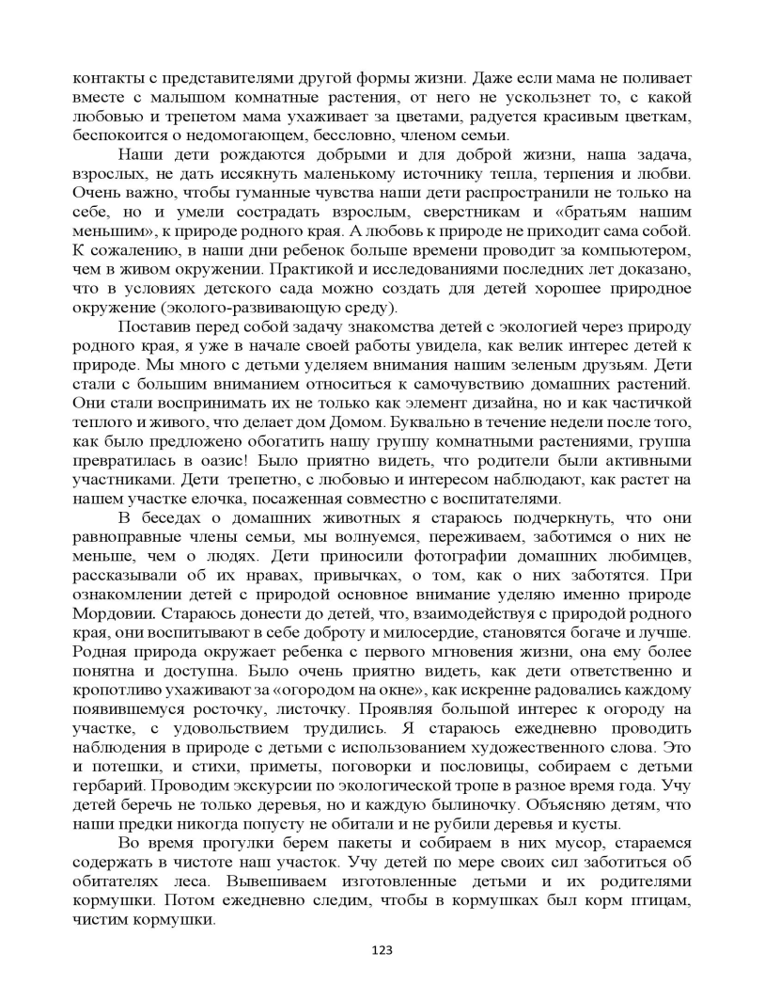 контакты с представителями другой формы жизни. Даже если мама не поливает
вместе с малышом комнатные растения, от него не ускользнет то, с какой
любовью и трепетом мама ухаживает за цветами, радуется красивым цветкам,
беспокоится о недомогающем, бессловно, членом семьи.
Наши дети рождаются добрыми и для доброй жизни, наша задача,
взрослых, не дать иссякнуть маленькому источнику тепла, терпения и любви.
Очень важно, чтобы гуманные чувства наши дети распространили не только на
себе, но и умели сострадать взрослым, сверстникам и «братьям нашим
меньшим», к природе родного края. А любовь к природе не приходит сама собой.
К сожалению, в наши дни ребенок больше времени проводит за компьютером,
чем в живом окружении. Практикой и исследованиями последних лет доказано,
что в условиях детского сада можно создать для детей хорошее природное
окружение (эколого-развивающую среду).
Поставив перед собой задачу знакомства детей с экологией через природу
родного края, я уже в начале своей работы увидела, как велик интерес детей к
природе. Мы много с детьми уделяем внимания нашим зеленым друзьям. Дети
стали с большим вниманием относиться к самочувствию домашних растений.
Они стали воспринимать их не только как элемент дизайна, но и как частичкой
теплого и живого, что делает дом Домом. Буквально в течение недели после того,
как было предложено обогатить нашу группу комнатными растениями, группа
превратилась в оазис! Было приятно видеть, что родители были активными
участниками. Дети трепетно, с любовью и интересом наблюдают, как растет на
нашем участке елочка, посаженная совместно с воспитателями.
В беседах о домашних животных я стараюсь подчеркнуть, что они
равноправные члены семьи, мы волнуемся, переживаем, заботимся о них не
меньше, чем о людях. Дети приносили фотографии домашних любимцев,
рассказывали об их нравах, привычках, о том, как о них заботятся. При
ознакомлении детей с природой основное внимание уделяю именно природе
Мордовии. Стараюсь донести до детей, что, взаимодействуя с природой родного
края, они воспитывают в себе доброту и милосердие, становятся богаче и лучше.
Родная природа окружает ребенка с первого мгновения жизни, она ему более
понятна и доступна. Было очень приятно видеть, как дети ответственно и
кропотливо ухаживают за «огородом на окне», как искренне радовались каждому
появившемуся росточку, листочку. Проявляя большой интерес к огороду на
участке, с удовольствием трудились. Я стараюсь ежедневно проводить
наблюдения в природе с детьми с использованием художественного слова. Это
и потешки, и стихи, приметы, поговорки и пословицы, собираем с детьми
гербарий. Проводим экскурсии по экологической тропе в разное время года. Учу
детей беречь не только деревья, но и каждую былиночку. Объясняю детям, что
наши предки никогда попусту не обитали и не рубили деревья и кусты.
Во время прогулки берем пакеты и собираем в них мусор, стараемся
содержать в чистоте наш участок. Учу детей по мере своих сил заботиться об
обитателях леса. Вывешиваем изготовленные детьми и их родителями
кормушки. Потом ежедневно следим, чтобы в кормушках был корм птицам,
чистим кормушки.
123